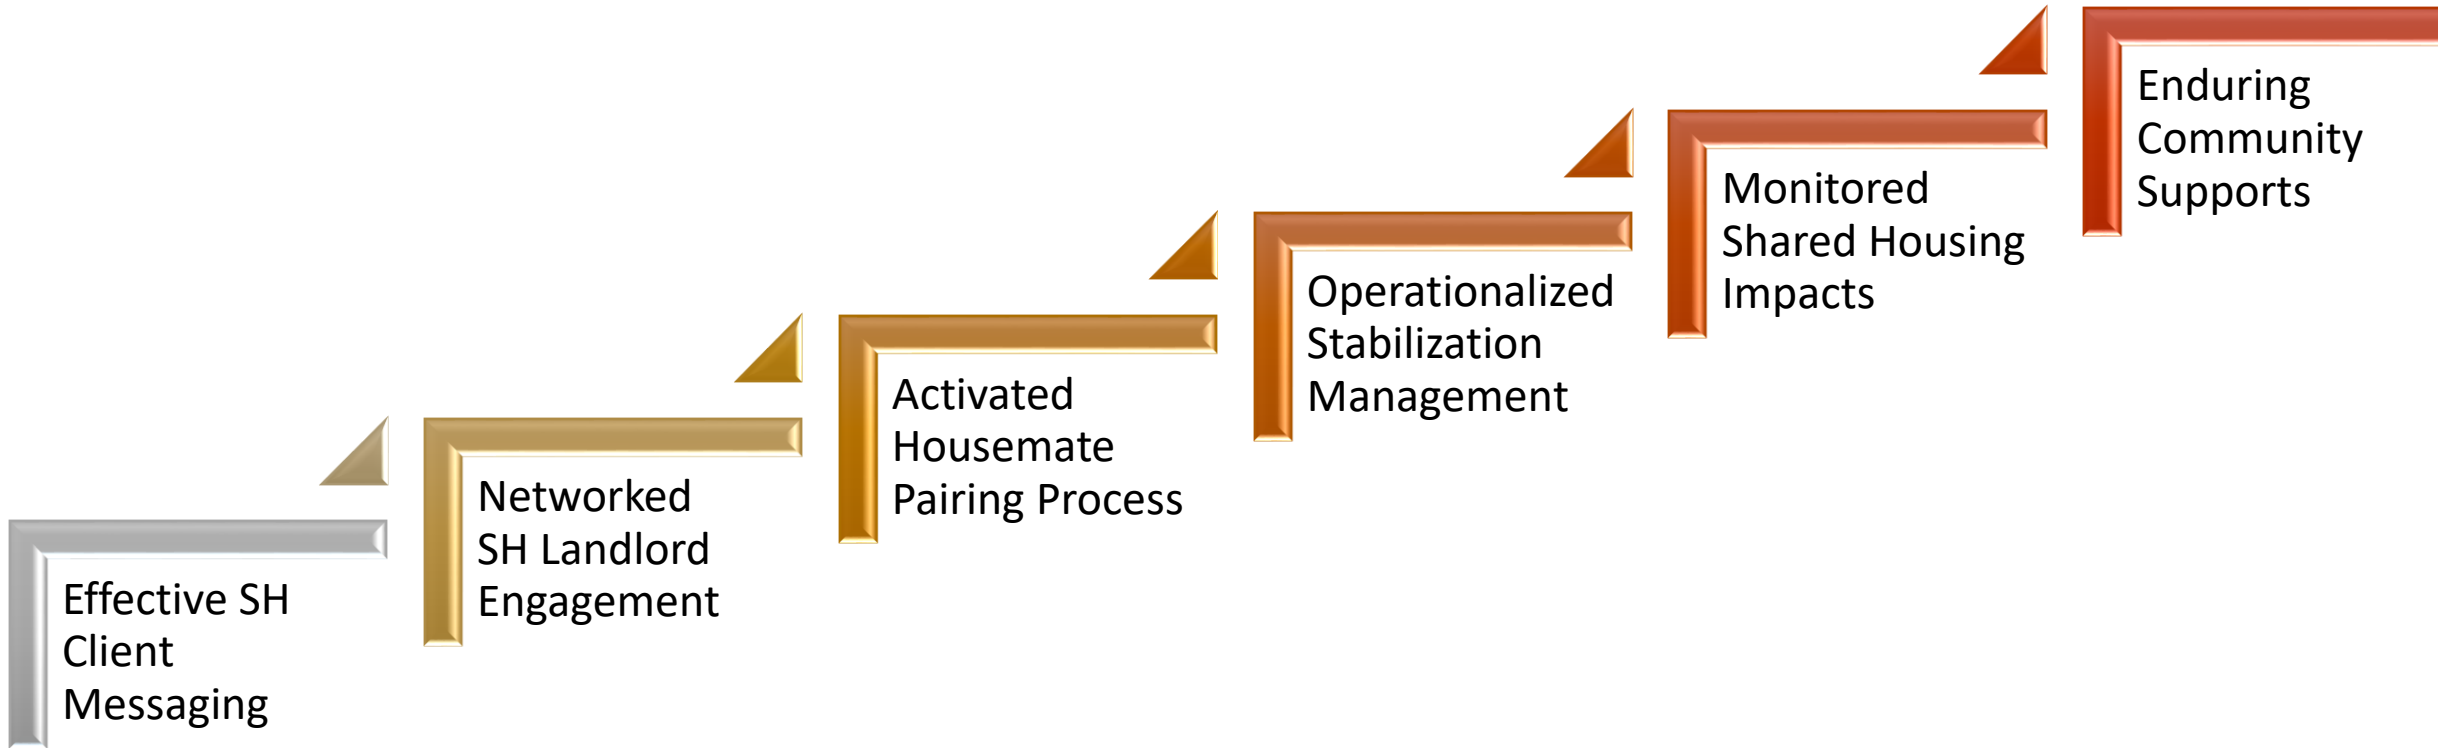 Effective SH
Client
Messaging
Networked
SH Landlord
Engagement
Activated
Housemate
Pairing Process
Operationalized
Stabilization
Management
Monitored
Shared Housing
Impacts
Enduring
Community
Supports